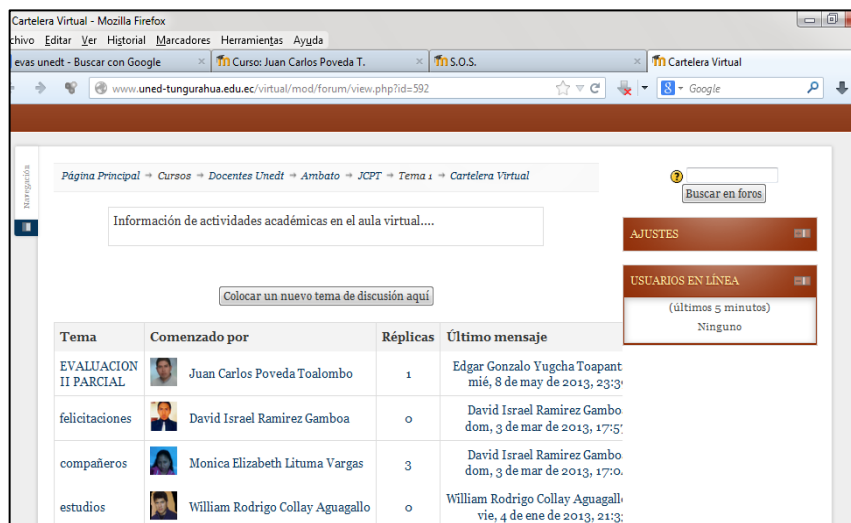 Cartelera Virtual - Mozilla Firefox
chivo Editar Ver Historial Marcadores Herramientas Ayuda
evas unedt - Buscar con Google × Curso: Juan Carlos Poveda T. × S.O.S. × Cartelera Virtual
www.uned-tungurahua.edu.ec/virtual/mod/forum/view.php?id=592 Google
Navegación
Página Principal → Cursos → Docentes Unedt → Ambato → JCPT → Tema 1 → Cartelera Virtual
Buscar en foros
Información de actividades académicas en el aula virtual....
AJUSTES
USUARIOS EN LÍNEA
(últimos 5 minutos)
Ninguno
Colocar un nuevo tema de discusión aquí
Tema Comenzado por Réplicas Último mensaje
EVALUACION II PARCIAL Juan Carlos Poveda Toalombo 1 Edgar Gonzalo Yugcha Toapant
mié, 8 de may de 2013, 23:3
felicitaciones David Israel Ramirez Gamboa 0 David Israel Ramirez Gambo
dom, 3 de mar de 2013, 17:5
compañeros Monica Elizabeth Lituma Vargas 3 David Israel Ramirez Gambo
dom, 3 de mar de 2013, 17:0
estudios William Rodrigo Collay Aguagallo 0 William Rodrigo Collay Aguagall
vie, 4 de ene de 2013, 21:3